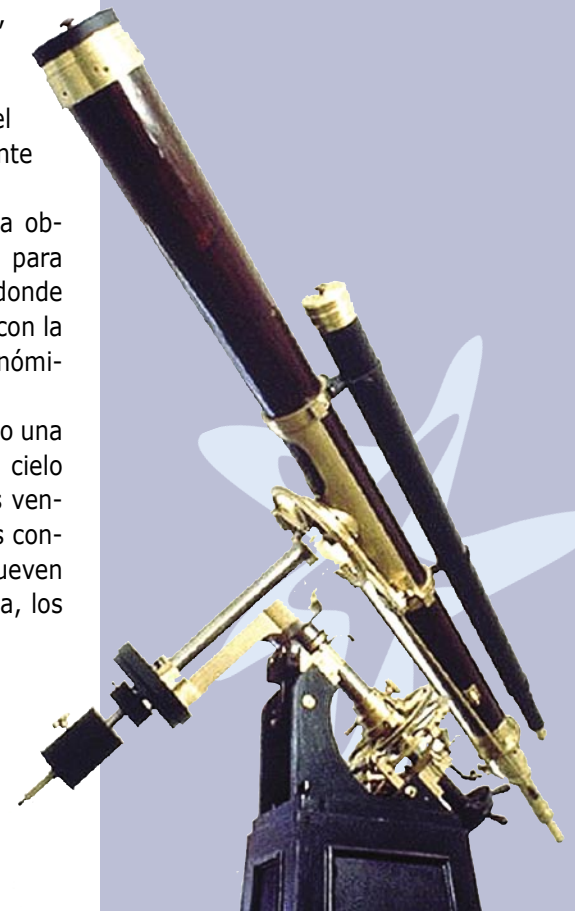 ,
el
nte
a ob-
para
donde
con la
nómi-
o una
cielo
s ven-
s con-
ueven
a, los